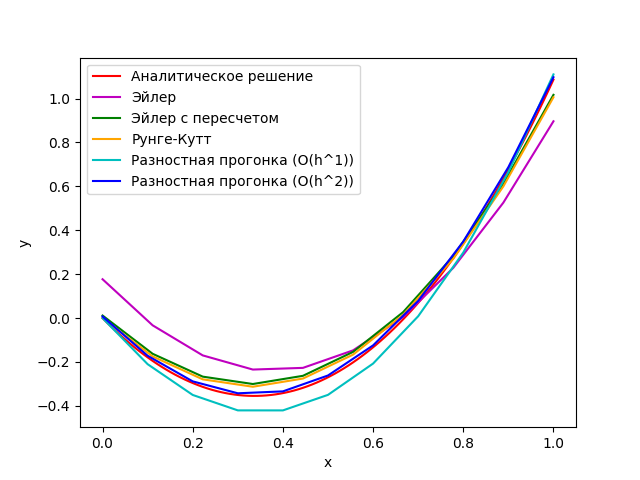 Аналитическое решение
Эйлер
Эйлер с пересчетом
Рунге-Кутт
Разностная прогонка (O(h^1))
Разностная прогонка (O(h^2))
1.0
0.8
0.6
0.4
0.2
0.0
−0.2
−0.4
y
0.0 0.2 0.4 0.6 0.8 1.0
x